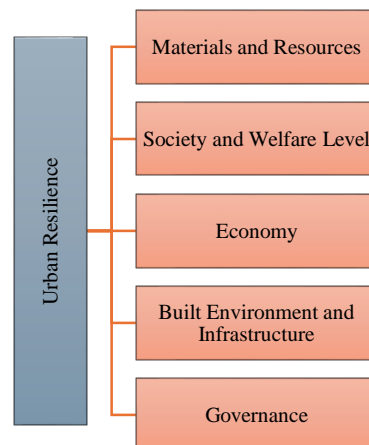 Urban Resilience
Materials and Resources
Society and Welfare Level
Economy
Built Environment and
Infrastructure
Governance